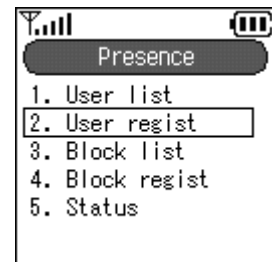 Presence
1. User list
2. User regist
3. Block list
4. Block regist
5. Status